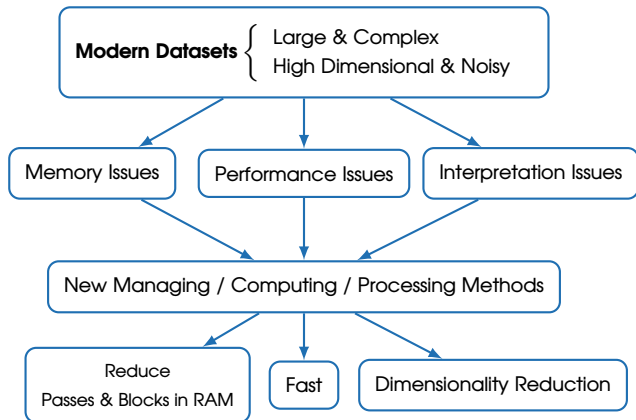 Modern Datasets
Large & Complex
High Dimensional & Noisy
Memory Issues
Performance Issues
Interpretation Issues
New Managing / Computing / Processing Methods
Reduce
Passes & Blocks in RAM
Fast
Dimensionality Reduction